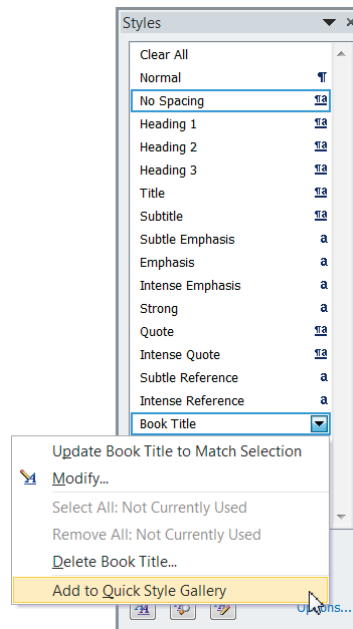 Styles
Clear All
Normal ¶
No Spacing ¶a
Heading 1 ¶a
Heading 2 ¶a
Heading 3 ¶a
Title ¶a
Subtitle ¶a
Subtle Emphasis a
Emphasis a
Intense Emphasis a
Strong a
Quote ¶a
Intense Quote ¶a
Subtle Reference a
Intense Reference a
Book Title
Update Book Title to Match Selection
Modify...
Select All: Not Currently Used
Remove All: Not Currently Used
Delete Book Title...
Add to Quick Style Gallery